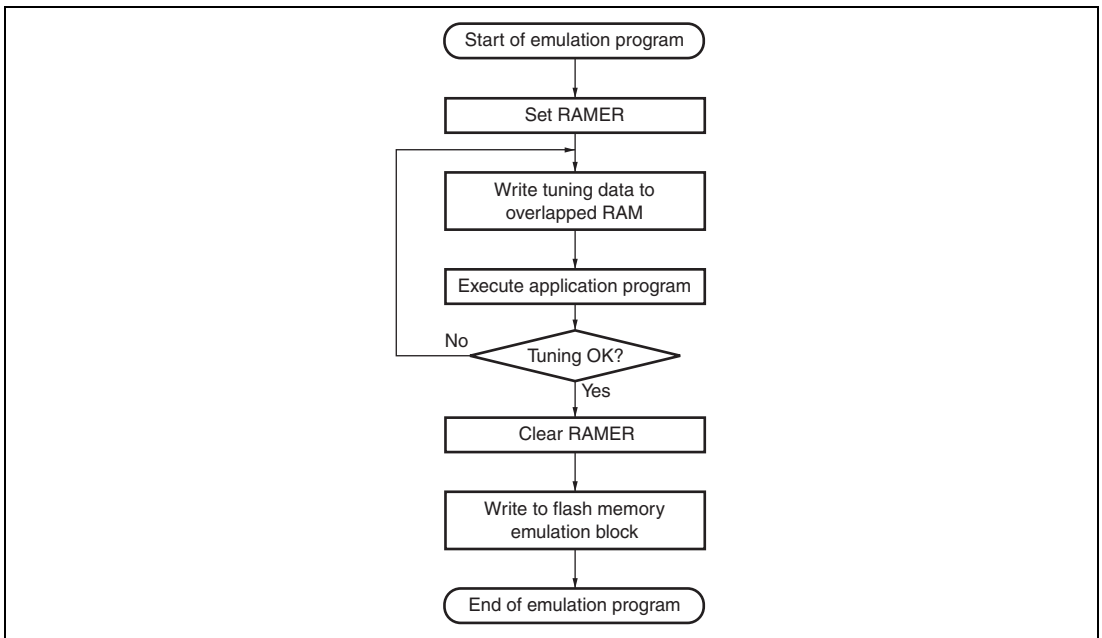 Start of emulation program
Set RAMER
Write tuning data to
overlapped RAM
Execute application program
No
Tuning OK?
Yes
Clear RAMER
Write to flash memory
emulation block
End of emulation program